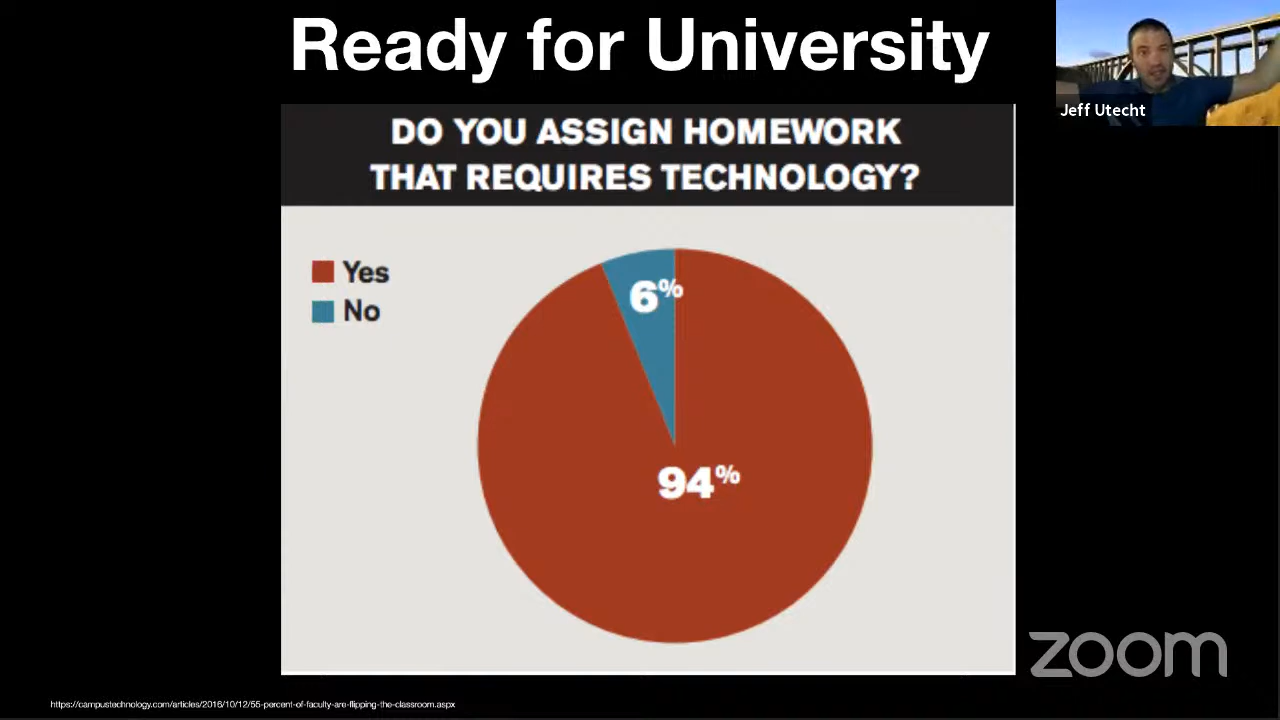 Ready for University
Jeff Utecht
DO YOU ASSIGN HOMEWORK
THAT REQUIRES TECHNOLOGY?
Yes
No
6%
94%
zoom
https://campustechnology.com/articles/2016/10/12/55-percent-of-faculty-are-flipping-the-classroom.aspx